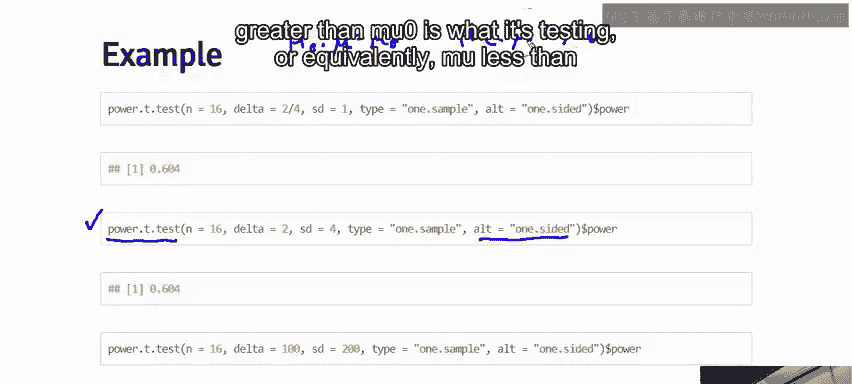 greater than mu0 is what it's testing,
or equivalently, mu less than
Example
power.t.test(n = 16, delta = 2/4, sd = 1, type = "one.sample", alt = "one.sided")$power
## [1] 0.604
power.t.test(n = 16, delta = 2, sd = 4, type = "one.sample", alt = "one.sided")$power
## [1] 0.604
power.t.test(n = 16, delta = 100, sd = 200, type = "one.sample", alt = "one.sided")$power